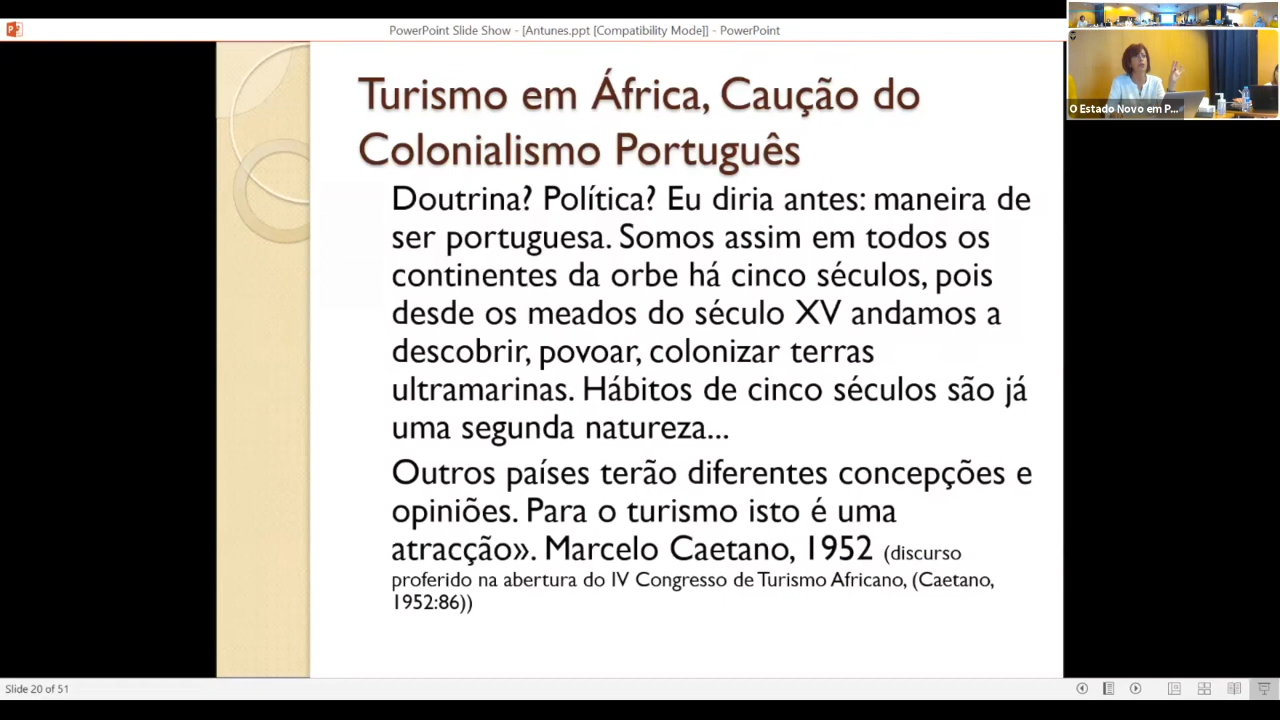 PowerPoint Slide Show - [Antunes.ppt [Compatibility Mode]] - PowerPoint
O Estado Novo em P...
Turismo em África, Caução do
Colonialismo Português
Doutrina? Política? Eu diria antes: maneira de
ser portuguesa. Somos assim em todos os
continentes da orbe há cinco séculos, pois
desde os meados do século XV andamos a
descobrir, povoar, colonizar terras
ultramarinas. Hábitos de cinco séculos são já
uma segunda natureza...
Outros países terão diferentes concepções e
opiniões. Para o turismo isto é uma
atracção». Marcelo Caetano, 1952 (discurso
proferido na abertura do IV Congresso de Turismo Africano, (Caetano,
1952:86))
Slide 20 of 51